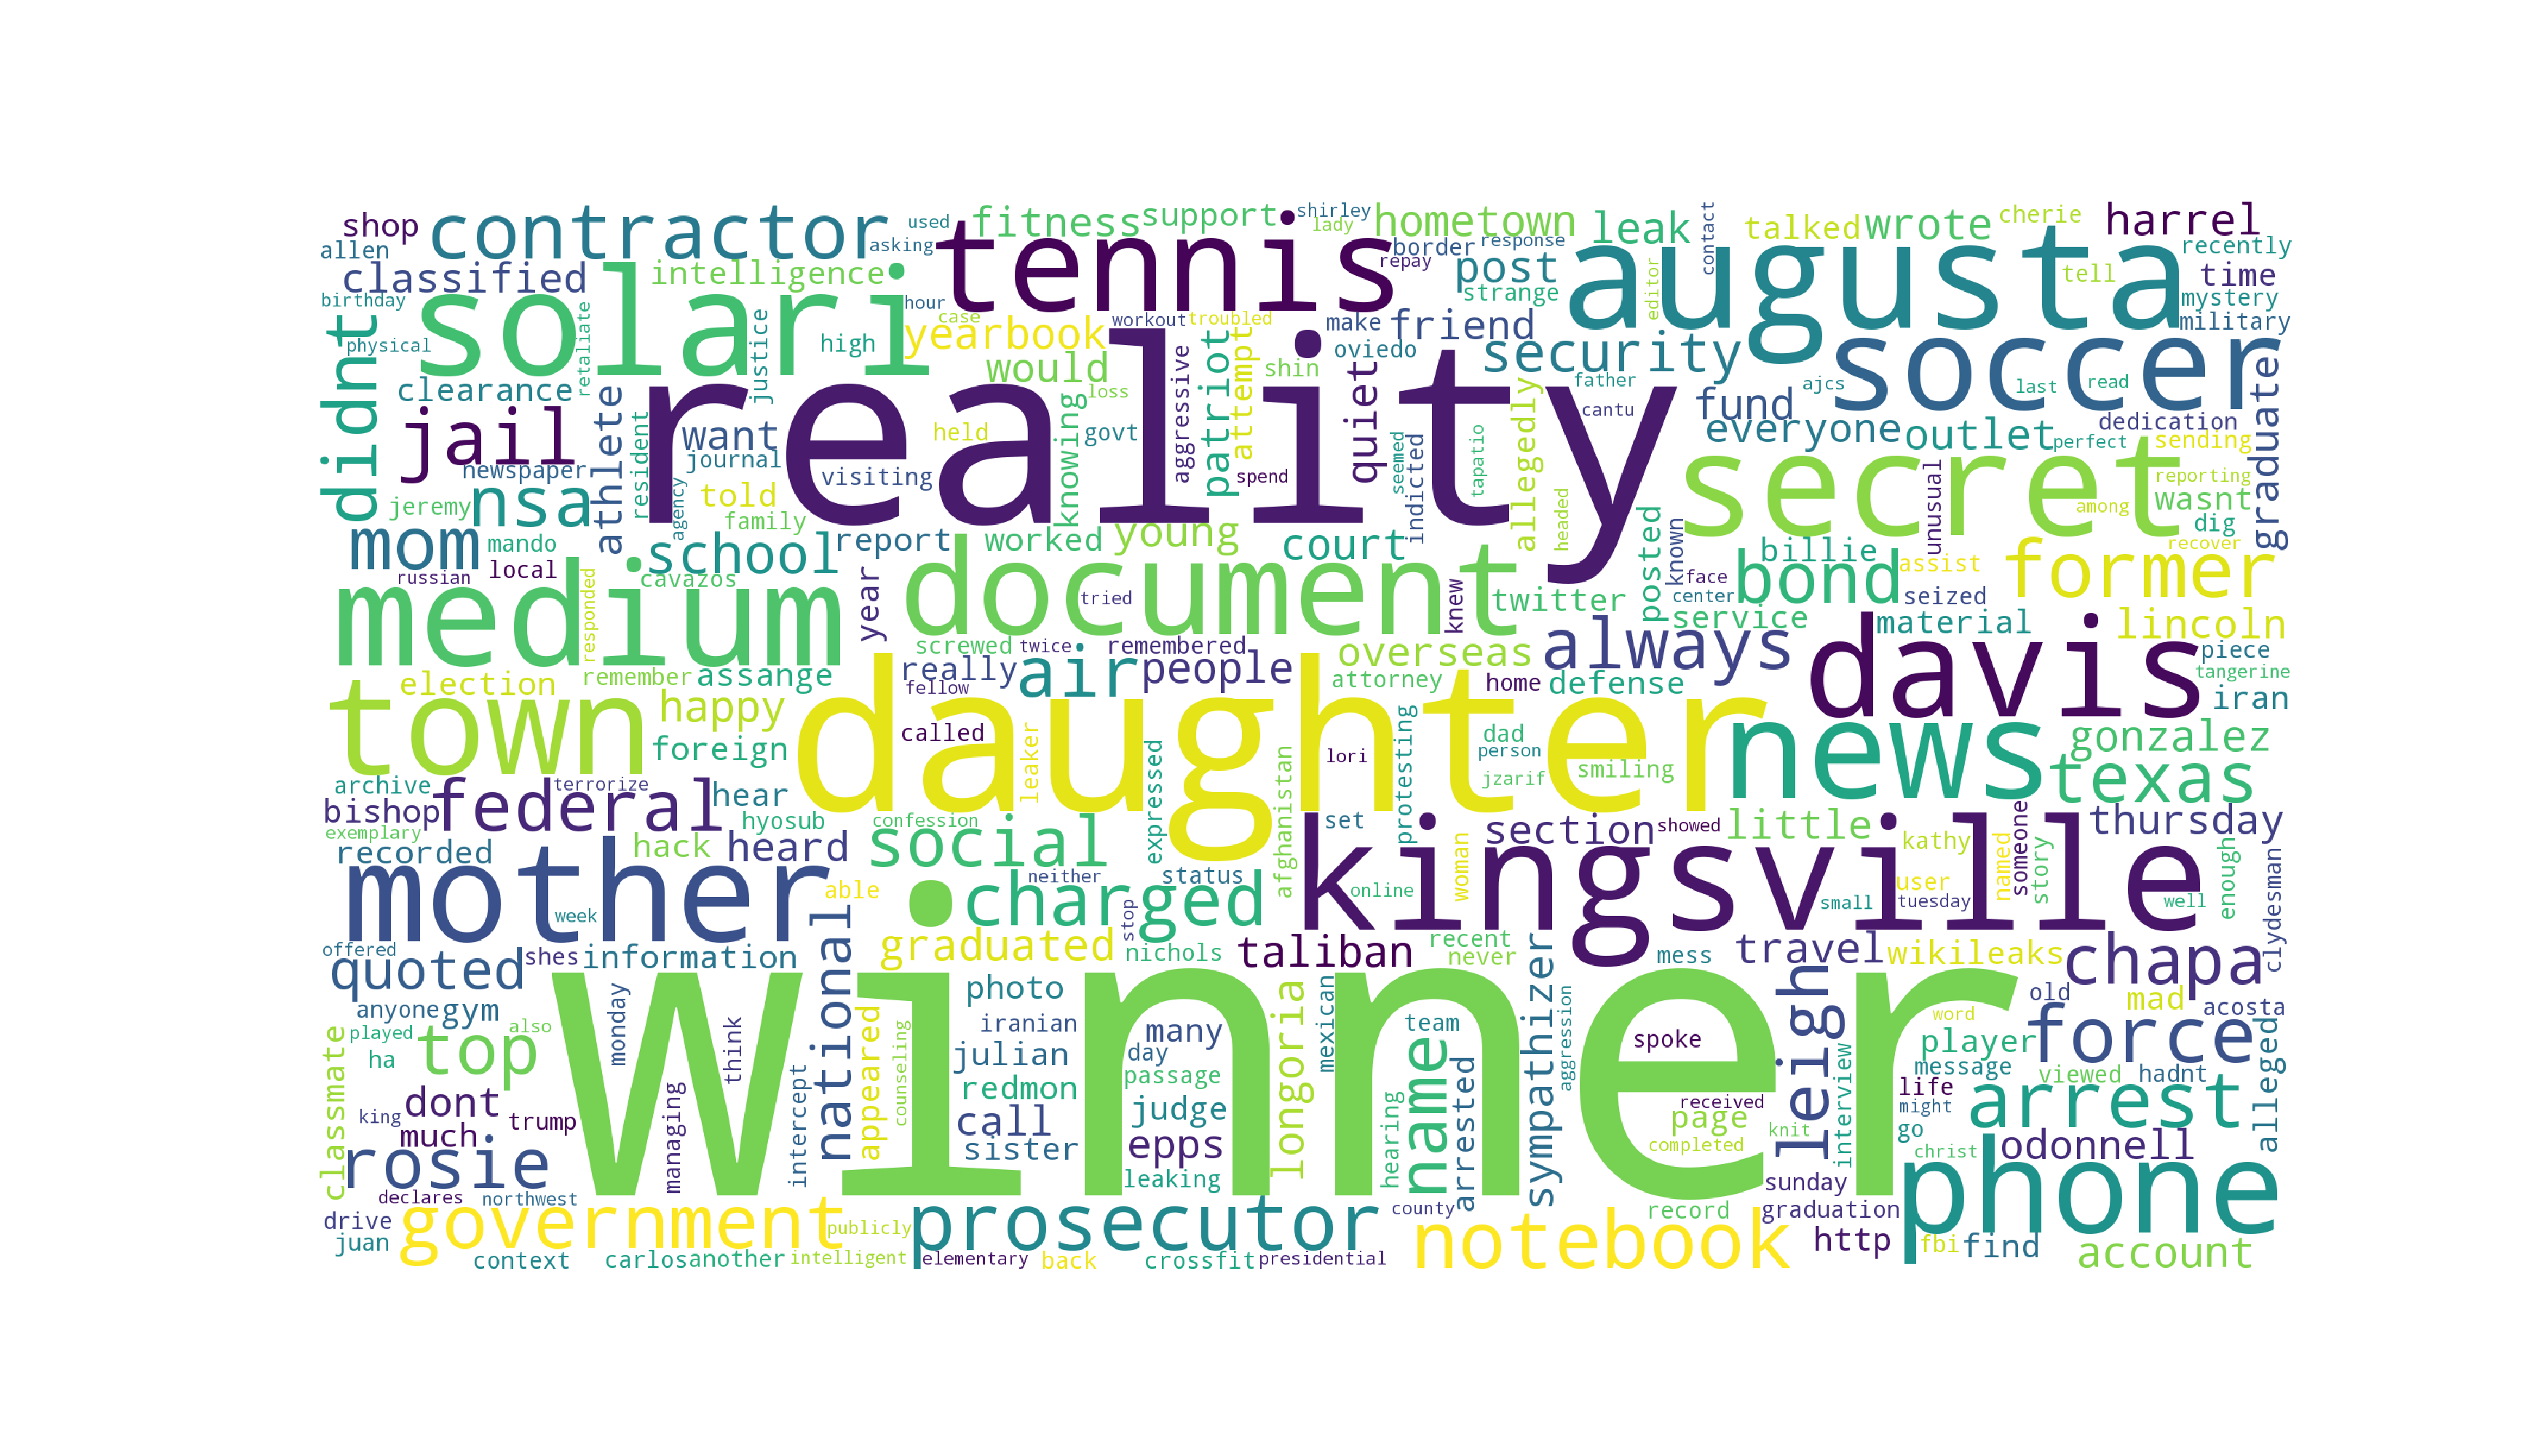 shop
contractor
used
asking
fitness
support
shirley
lady
hometown
leak
contact
talked
wrote
cherie
harrel
allen
classified
intelligence
tennis
border
response
repay
post
augusta
recently
tell
time
birthday
solari
hour
case
strange
editor
mystery
military
physical
retaliate
justice
high
yearbook
workout
troubled
make
friend
oviedo
security
soccer
didnt
clearance
athlete
would
loss
aggressive
patriot
attempt
shin
quiet
reality
father
cantu
ajcs
last
read
graduate
jail
resident
want
journal
held
knowing
govt
fund
everyone
outlet
dedication
perfect
sending
newspaper
visiting
spend
seemed
indicted
tapatio
allegedly
headed
secret
unusual
reporting
wasnt
jeremy
nsa
told
agency
family
among
dig
mom
mando
school
report
worked
young
court
posted
known
billie
recover
russian
local
cavazos
document
twitter
face
center
bond
assist
former
medium
responded
year
tried
knew
service
seized
material
lincoln
screwed
twice
remembered
overseas
always
davis
piece
election
remember
assange
really
fellow
air
people
attorney
home
defense
tangerine
iran
town
happy
foreign
called
leaker
daughter
protesting
dad
person
jzarif
smiling
news
gonzalez
texas
archive
terrorize
expressed
afghanistan
lori
bishop
federal
hear
hyosub
confession
set
section
showed
little
kathy
someone
thursday
exemplary
recorded
hack
heard
social
neither
status
online
woman
kingsville
user
named
story
enough
clydesman
mother
week
able
charged
small
tuesday
well
offered
quoted
shes
information
national
graduated
stop
nichols
taliban
recent
never
sympathizer
mess
travel
wikileaks
chapa
anyone
gym
monday
think
winner
photo
iranian
many
longoria
mexican
team
aggression
spoke
leigh
old
mad
acosta
classmate
played
also
ha
top
intercept
appeared
counseling
julian
day
passage
name
arrested
word
player
force
message
viewed
hadnt
alleged
dont
king
much
trump
managing
redmon
call
judge
received
page
interview
life
might
go
arrest
rosie
sister
epps
hearing
completed
knit
christ
odonnell
declares
northwest
leaking
sunday
phone
drive
government
publicly
prosecutor
county
notebook
record
graduation
juan
context
carlos
another
intelligent
elementary
back
crossfit
presidential
http
fbi
find
account